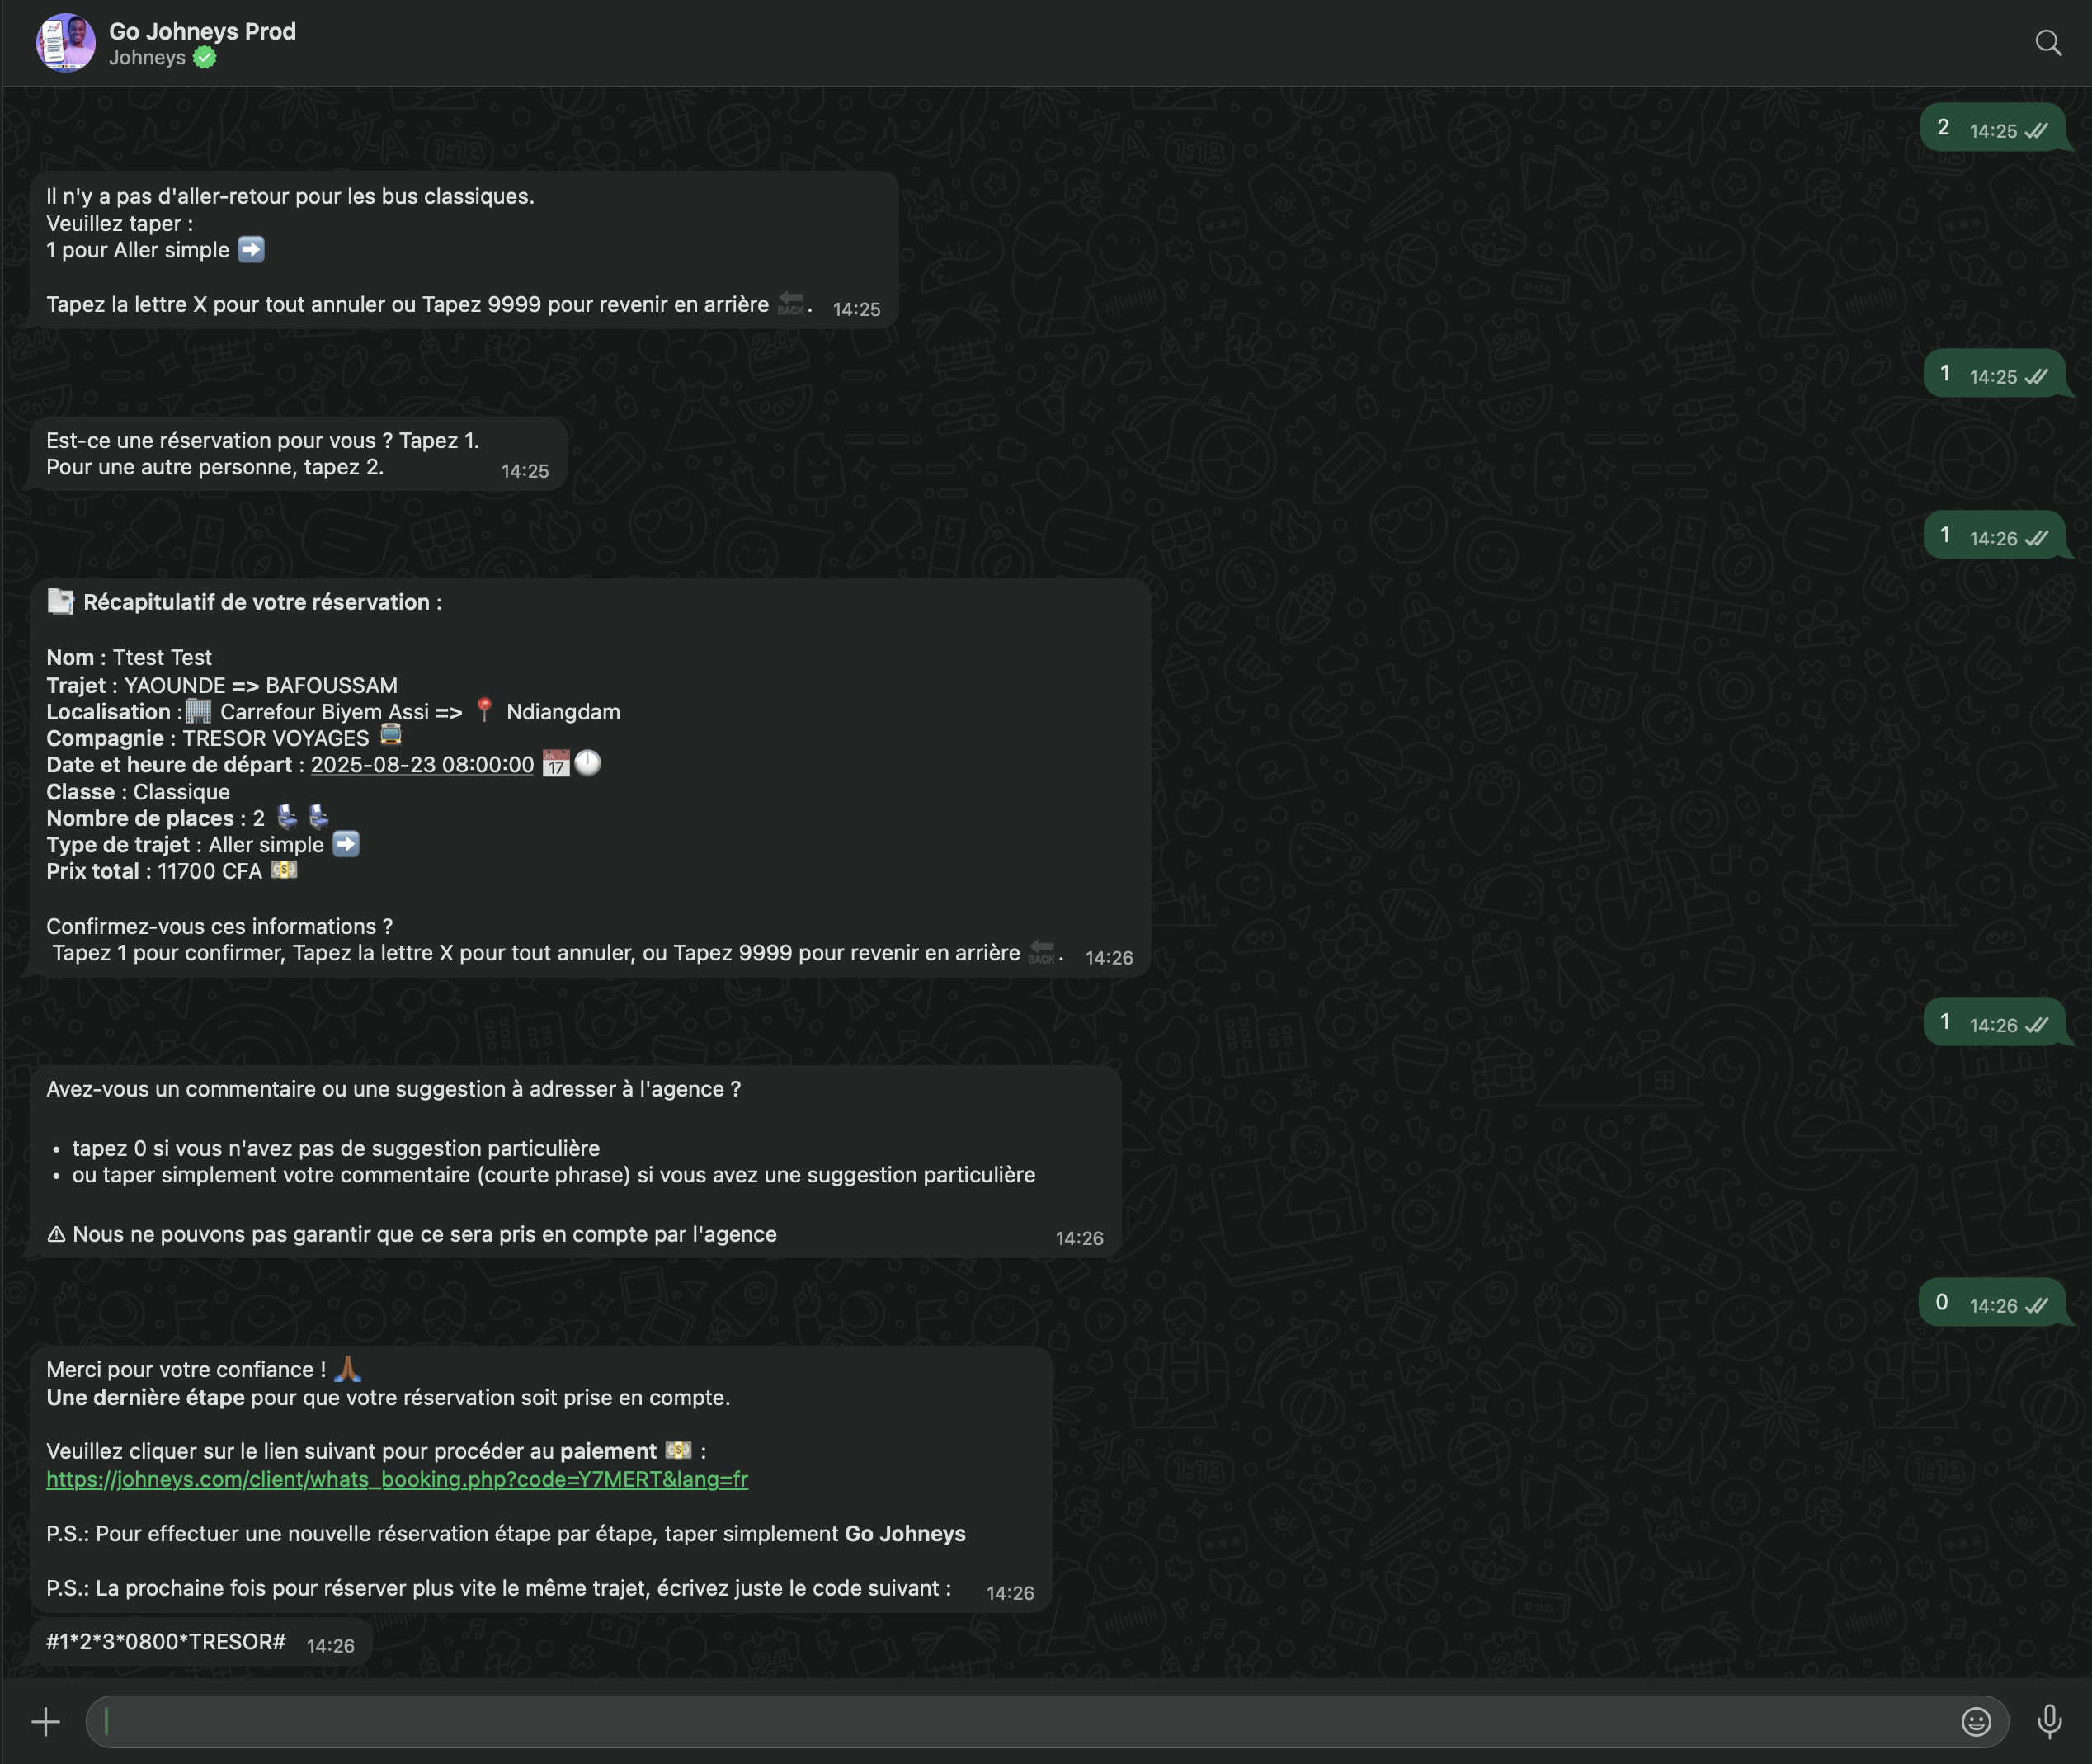 Go Johneys Prod
Johneys
2 14:25
Il n'y a pas d'aller-retour pour les bus classiques.
Veuillez taper :
1 pour Aller simple ➡️
Tapez la lettre X pour tout annuler ou Tapez 9999 pour revenir en arrière 🔙. 14:25
1 14:25
Est-ce une réservation pour vous ? Tapez 1.
Pour une autre personne, tapez 2. 14:25
1 14:26
Récapitulatif de votre réservation :
Nom : Ttest Test
Trajet : YAOUNDE => BAFOUSSAM
Localisation :🏢 Carrefour Biyem Assi => 📍 Ndiangdam
Compagnie : TRESOR VOYAGES
Date et heure de départ : 2025-08-23 08:00:00 📅
Classe : Classique
Nombre de places : 2 💺 💺
Type de trajet : Aller simple ➡️
Prix total : 11700 CFA 💵
Confirmez-vous ces informations ?
Tapez 1 pour confirmer, Tapez la lettre X pour tout annuler, ou Tapez 9999 pour revenir en arrière 🔙. 14:26
1 14:26
Avez-vous un commentaire ou une suggestion à adresser à l'agence ?
• tapez 0 si vous n'avez pas de suggestion particulière
• ou taper simplement votre commentaire (courte phrase) si vous avez une suggestion particulière
⚠ Nous ne pouvons pas garantir que ce sera pris en compte par l'agence 14:26
0 14:26
Merci pour votre confiance ! 🙏🏾
Une dernière étape pour que votre réservation soit prise en compte.
Veuillez cliquer sur le lien suivant pour procéder au paiement 💵 :
https://johneys.com/client/whats_booking.php?code=Y7MERT&lang=fr
P.S.: Pour effectuer une nouvelle réservation étape par étape, taper simplement Go Johneys
P.S.: La prochaine fois pour réserver plus vite le même trajet, écrivez juste le code suivant : 14:26
#1*2*3*0800*TRESOR# 14:26